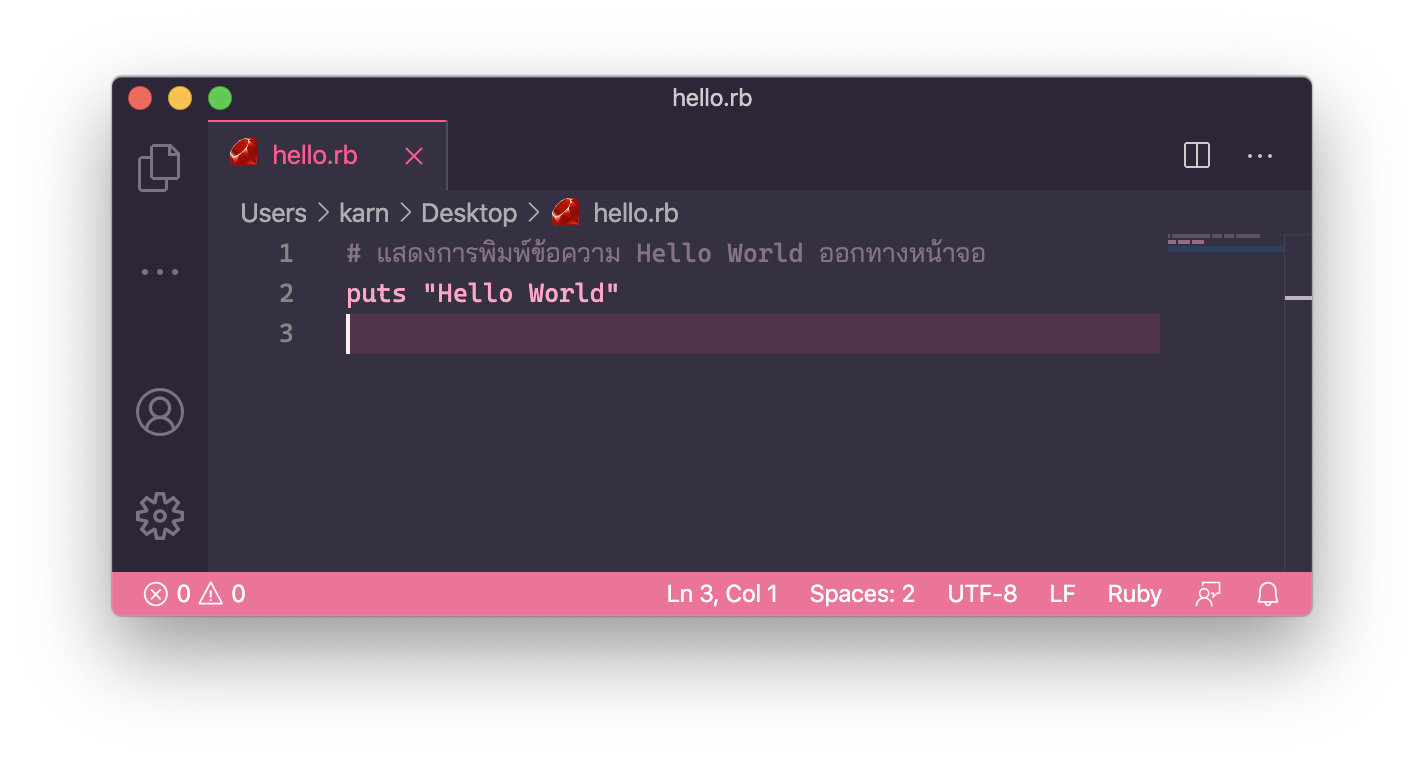 hello.rb
hello.rb
Users > karn > Desktop > hello.rb
1 # แสดงการพิมพ์ข้อความ Hello World ออกทางหน้าจอ
2 puts "Hello World"
3
0 0 Ln 3, Col 1 Spaces: 2 UTF-8 LF Ruby